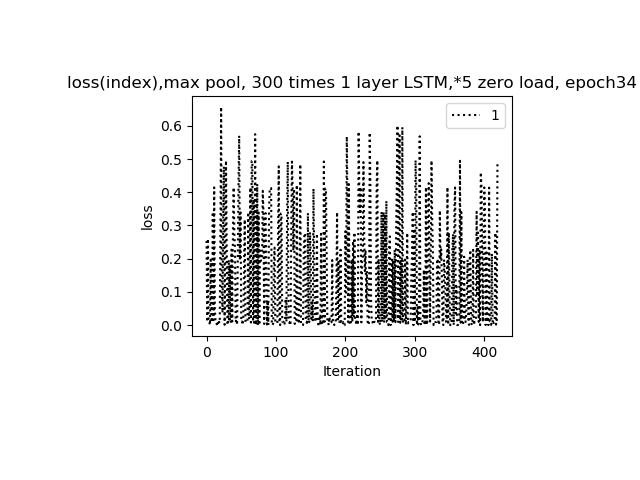 loss(index),max pool, 300 times 1 layer LSTM,*5 zero load, epoch34
1
loss
0.6
0.5
0.4
0.3
0.2
0.1
0.0
0 100 200 300 400
Iteration